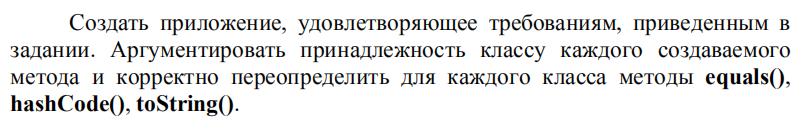 Создать приложение, удовлетворяющее требованиям, приведенным в
задании. Аргументировать принадлежность классу каждого создаваемого
метода и корректно переопределить для каждого класса методы equals(),
hashCode(), toString().